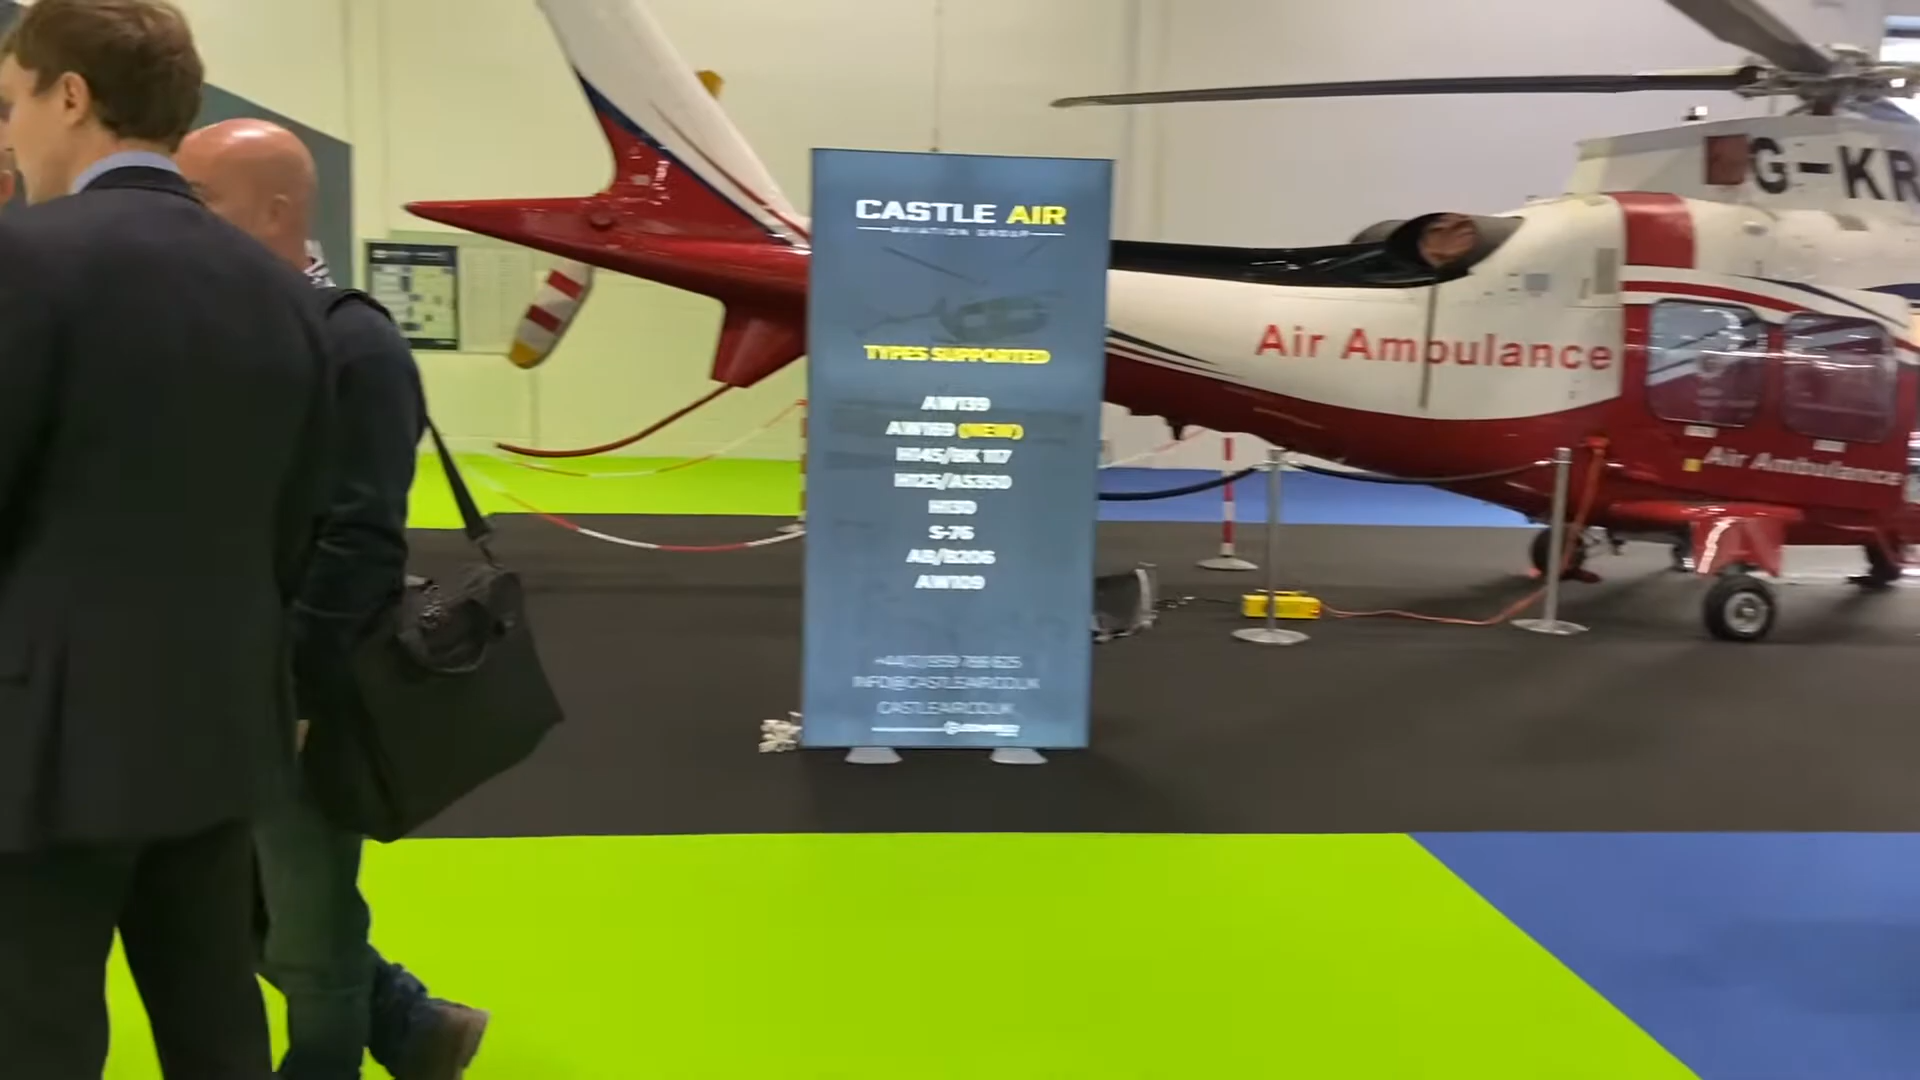 CASTLE AIR
AVIATION GROUP
TYPES SUPPORTED
AW139
AW169 (NEW)
H145/BK 117
H125/AS350
H130
S-76
AB/B206
AW109
INFO@CASTLEAIR.CO.UK
CASTLEAIR.CO.UK
G-KR
Air Ambulance
Air Ambulance